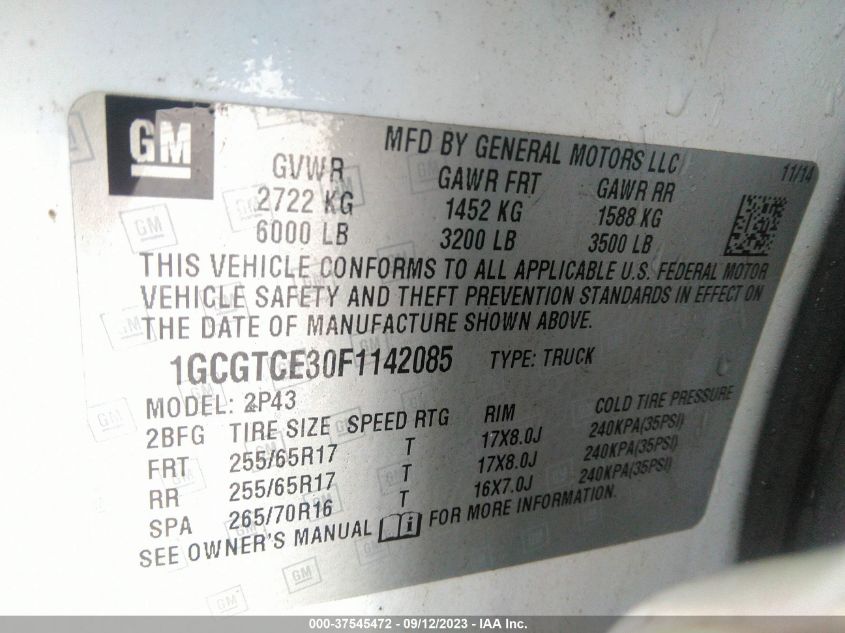 GM
MFD BY GENERAL MOTORS LLC
11/14
GVWR GAWR FRT GAWR RR
2722 KG 1452 KG 1588 KG
6000 LB 3200 LB 3500 LB
THIS VEHICLE CONFORMS TO ALL APPLICABLE U.S. FEDERAL MOTOR
VEHICLE SAFETY AND THEFT PREVENTION STANDARDS IN EFFECT ON
THE DATE OF MANUFACTURE SHOWN ABOVE.
1GCGTCE30F1142085 TYPE: TRUCK
MODEL: 2P43
2BFG TIRE SIZE SPEED RTG RIM COLD TIRE PRESSURE
FRT 255/65R17 T 17X8.0J 240KPA(35PSI)
RR 255/65R17 T 17X8.0J 240KPA(35PSI)
SPA 265/70R16 T 16X7.0J 240KPA(35PSI)
SEE OWNER'S MANUAL FOR MORE INFORMATION.
000-37545472 - 09/12/2023 - IAA Inc.